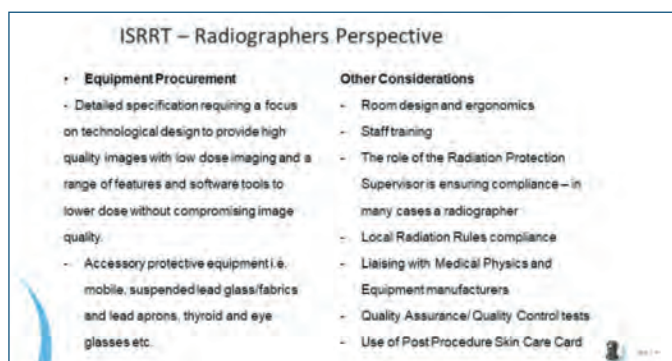 ISRRT – Radiographers Perspective
• Equipment Procurement
- Detailed specification requiring a focus
on technological design to provide high
quality images with low dose imaging and a
range of features and software tools to
lower dose without compromising image
quality.
- Accessory protective equipment i.e.
mobile, suspended lead glass/fabrics
and lead aprons, thyroid and eye
glasses etc.
Other Considerations
- Room design and ergonomics
- Staff training
- The role of the Radiation Protection
Supervisor is ensuring compliance – in
many cases a radiographer
- Local Radiation Rules compliance
- Liaising with Medical Physics and
Equipment manufacturers
- Quality Assurance/ Quality Control tests
- Use of Post Procedure Skin Care Card